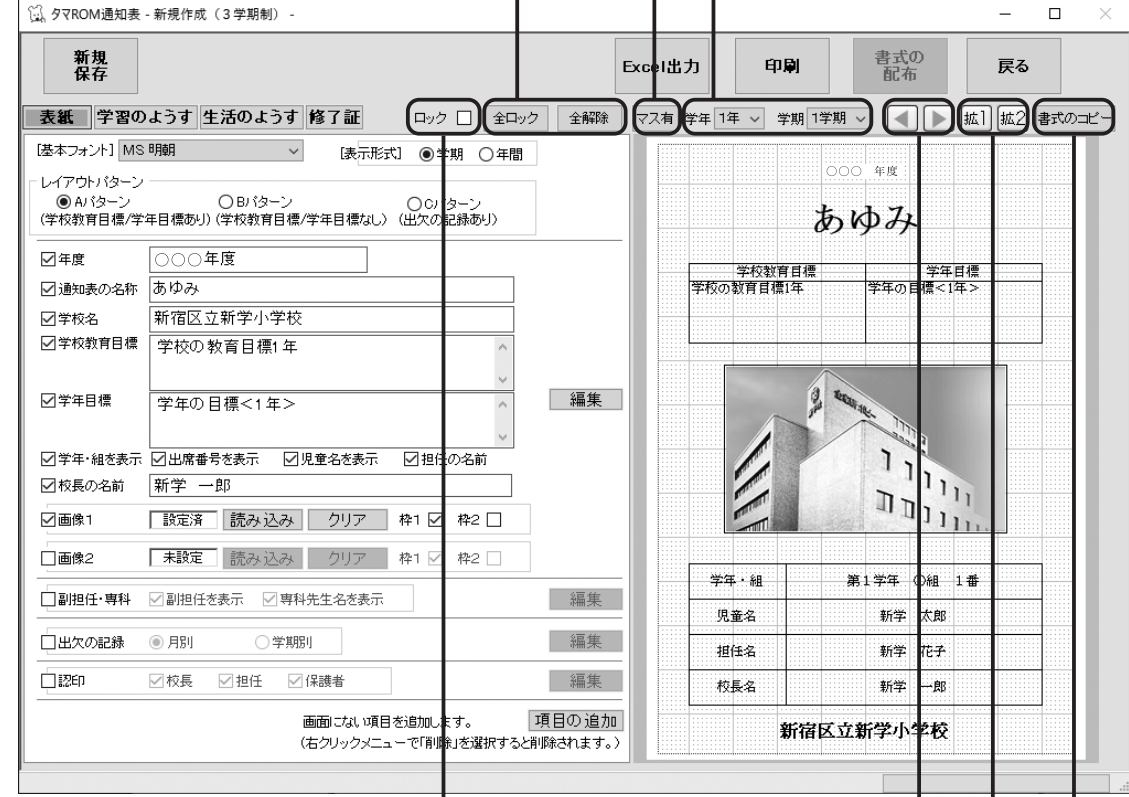 タマROM通知表 - 新規作成（３学期制） -
新規
保存
Excel出力
印刷
書式の
配布
戻る
表紙 学習のようす 生活のようす 修了証
ロック 全ロック 全解除 マス有 学年 1年 学期 1学期 拡1 拡2 書式のコピー
[基本フォント] MS 明朝 [表示形式] 学期 年間
レイアウトパターン
Aパターン Bパターン Cパターン
(学校教育目標/学年目標あり) (学校教育目標/学年目標なし) (出欠の記録あり)
年度 ○○○年度
通知表の名称 あゆみ
学校名 新宿区立新学小学校
学校教育目標 学校の教育目標1年
学年目標 学年の目標<1年> 編集
学年・組を表示 出席番号を表示 児童名を表示 担任の名前
校長の名前 新学 一郎
画像1 設定済 読み込み クリア 枠1 枠2
画像2 未設定 読み込み クリア 枠1 枠2
副担任・専科 副担任を表示 専科先生名を表示 編集
出欠の記録 月別 学期別 編集
認印 校長 担任 保護者 編集
画面にない項目を追加します。 項目の追加
(右クリックメニューで「削除」を選択すると削除されます。)
○○○ 年度
あゆみ
学校教育目標 学年目標
学校の教育目標1年 学年の目標<1年>
学年・組 第1学年 ○組 1番
児童名 新学 太郎
担任名 新学 花子
校長名 新学 一郎
新宿区立新学小学校